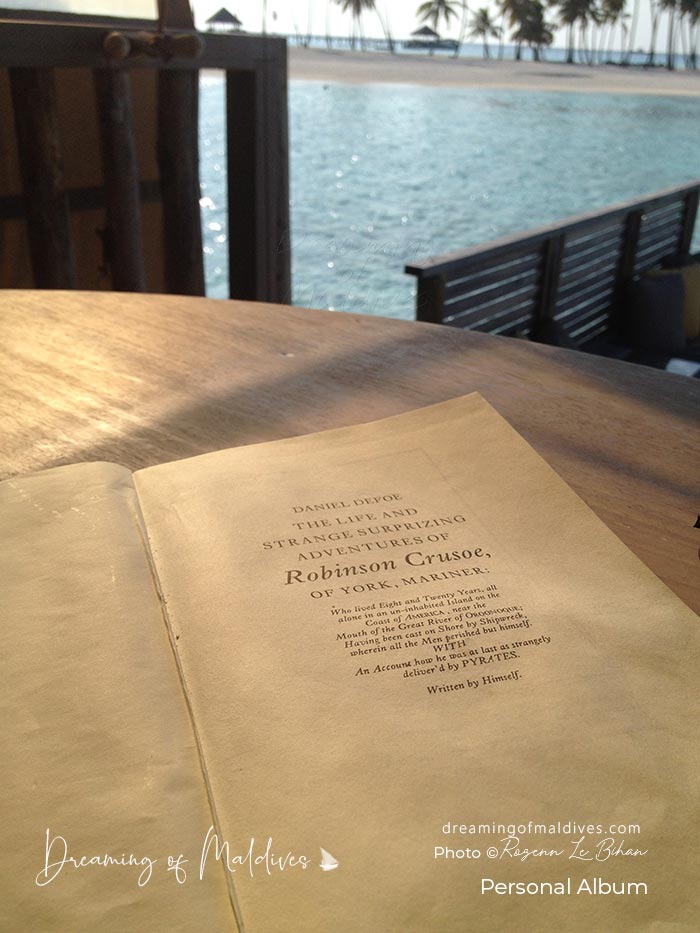 DANIEL DEFOE
THE LIFE AND
STRANGE SURPRIZING
ADVENTURES OF
Robinson Crusoe,
OF YORK, MARINER:
Who lived Eight and Twenty Years, all
alone in an un-inhabited Island on the
Coast of AMERICA, near the
Mouth of the Great River of OROONOQUE;
Having been cast on Shore by Shipwreck,
wherein all the Men perished but himself.
WITH
An Account how he was at last as strangely
deliver'd by PYRATES.
Written by Himself.
dreamingofmaldives.com
Dreaming of Maldives
Photo © Rozenn Le Bihan
Personal Album